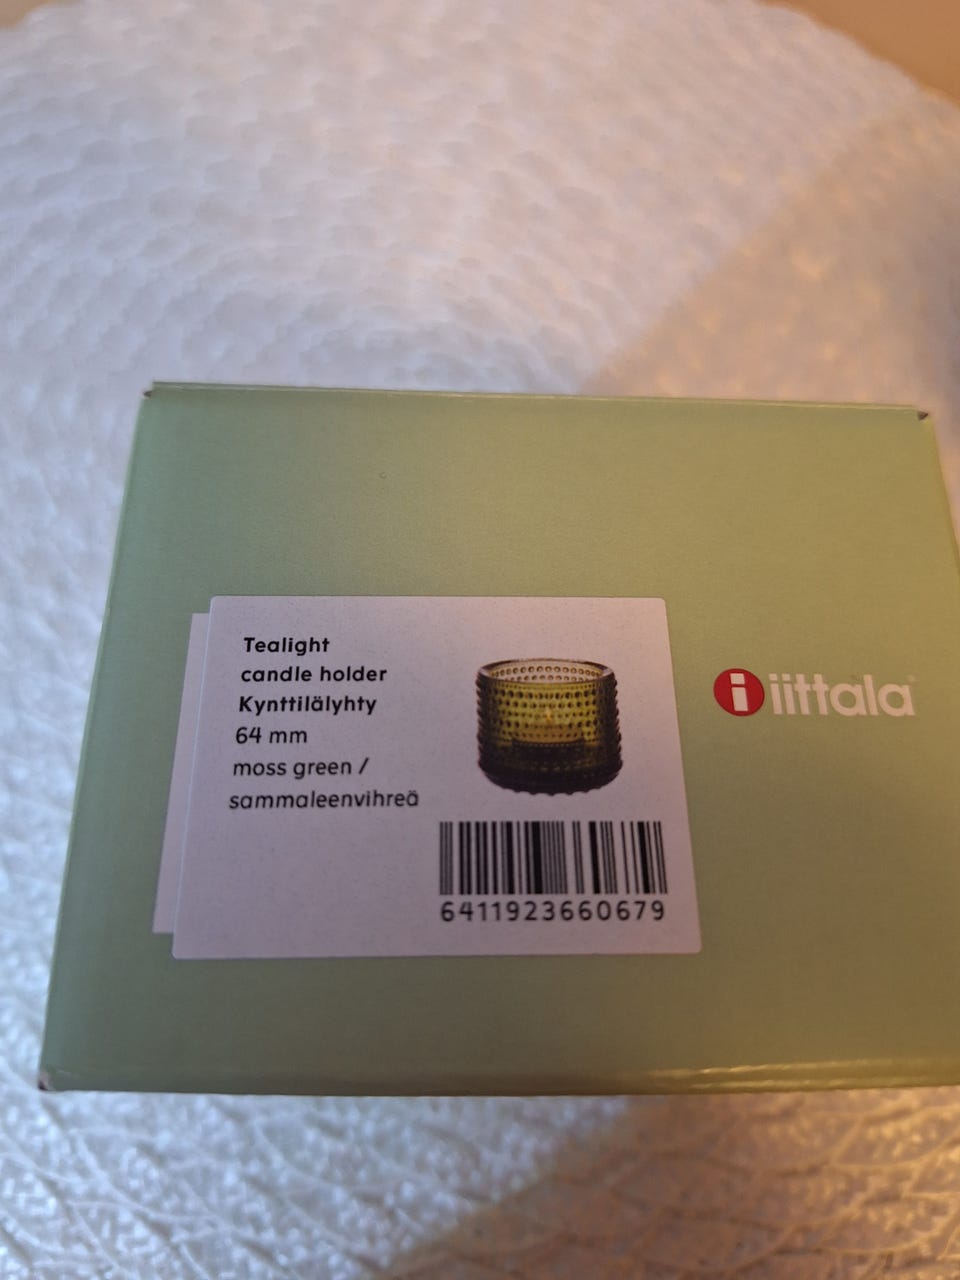 Tealight
candle holder
Kynttilälyhty
64 mm
moss green /
sammaleenvihreä
6411923660679
i iittala